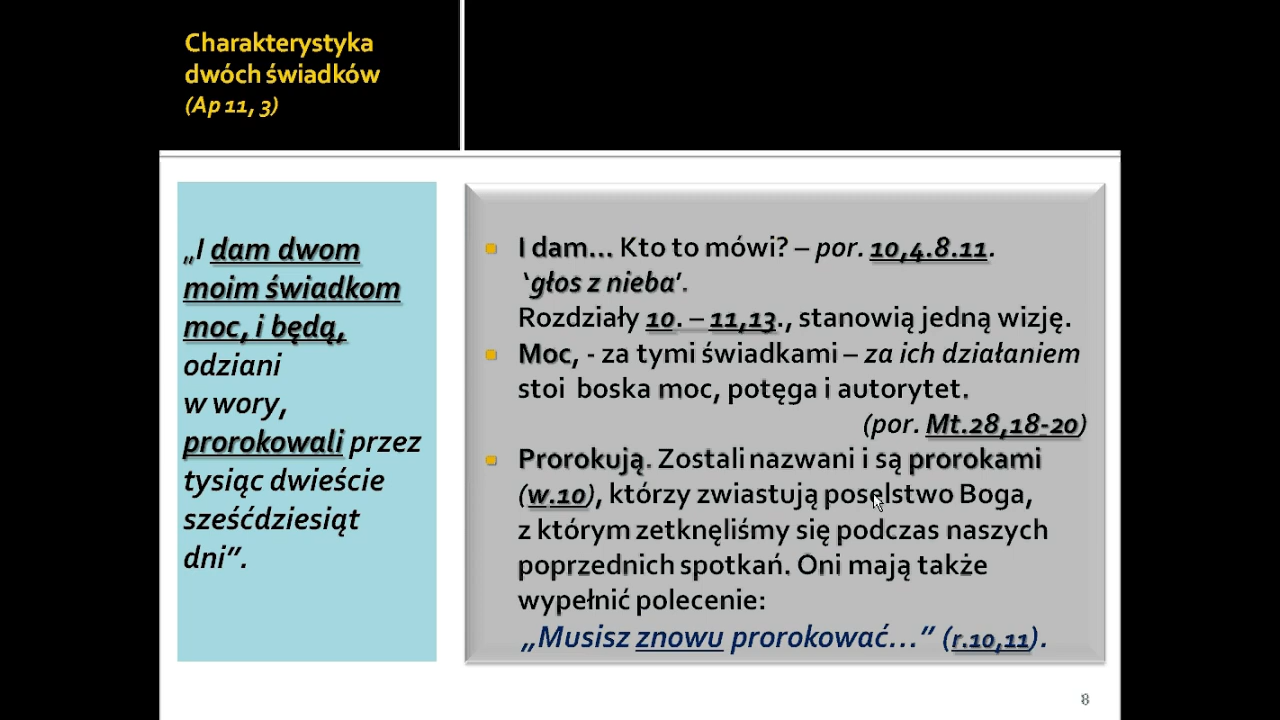 Charakterystyka
dwóch świadków
(Ap 11, 3)
„I dam dwom
moim świadkom
moc, i będą,
odziani
w wory,
prorokowali przez
tysiąc dwieście
sześćdziesiąt
dni”.
I dam... Kto to mówi? – por. 10,4.8.11.
‘głos z nieba’.
Rozdziały 10. – 11,13., stanowią jedną wizję.
Moc, - za tymi świadkami – za ich działaniem
stoi boska moc, potęga i autorytet.
(por. Mt.28,18-20)
Prorokują. Zostali nazwani i są prorokami
(w.10), którzy zwiastują poselstwo Boga,
z którym zetknęliśmy się podczas naszych
poprzednich spotkań. Oni mają także
wypełnić polecenie:
„Musisz znowu prorokować...” (r.10,11).
8